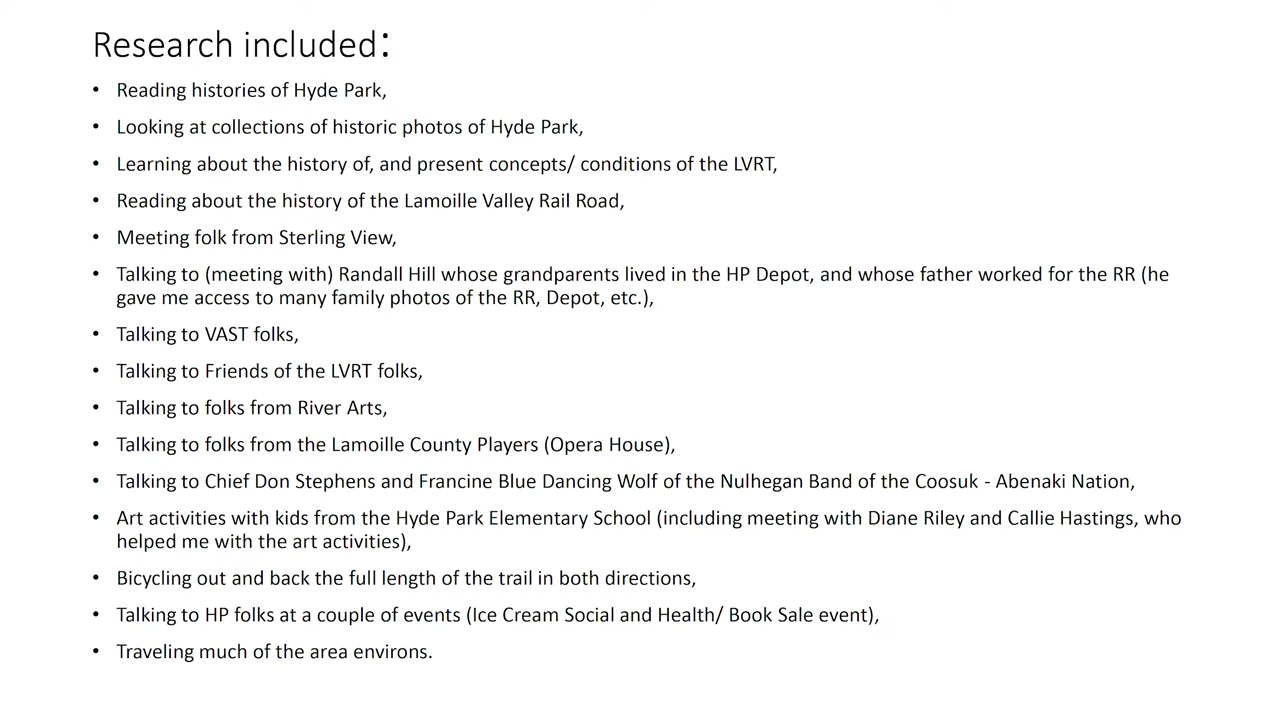 Research included:
• Reading histories of Hyde Park,
• Looking at collections of historic photos of Hyde Park,
• Learning about the history of, and present concepts/ conditions of the LVRT,
• Reading about the history of the Lamoille Valley Rail Road,
• Meeting folk from Sterling View,
• Talking to (meeting with) Randall Hill whose grandparents lived in the HP Depot, and whose father worked for the RR (he
gave me access to many family photos of the RR, Depot, etc.),
• Talking to VAST folks,
• Talking to Friends of the LVRT folks,
• Talking to folks from River Arts,
• Talking to folks from the Lamoille County Players (Opera House),
• Talking to Chief Don Stephens and Francine Blue Dancing Wolf of the Nulhegan Band of the Coosuk - Abenaki Nation,
• Art activities with kids from the Hyde Park Elementary School (including meeting with Diane Riley and Callie Hastings, who
helped me with the art activities),
• Bicycling out and back the full length of the trail in both directions,
• Talking to HP folks at a couple of events (Ice Cream Social and Health/ Book Sale event),
• Traveling much of the area environs.